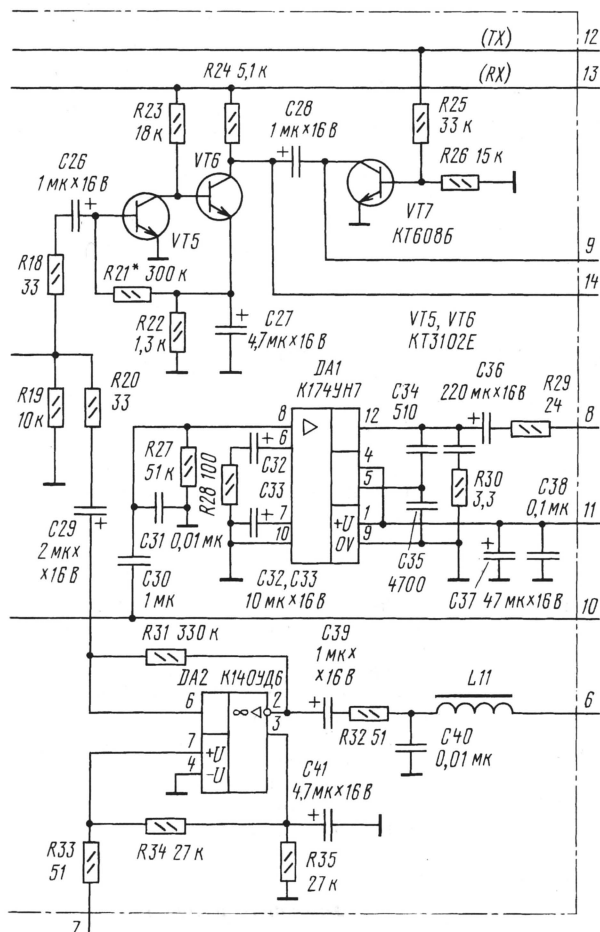 (TX) 12
(RX) 13
R24 5,1 к
R23
18 к
C28
1 мк×16 В
R25
33 к
R26 15 к
C26
1 мк×16 В
VT6
VT5
VT7
КТ608Б
9
R18
33
R21* 300 к
14
R22
1,3 к
C27
4,7 мк×16 В
VT5, VT6
КТ3102Е
R19
10 к
R20
33
DA1
К174УН7
C34
510
C36
220 мк×16 В
R29
24
8
8
12
R27
51 к
R28 100
6
C32
4
5
C33
7
10
+U
0V
1
9
R30
3,3
C38
0,1 мк
11
C29
2 мк×
×16 В
C31 0,01 мк
C30
1 мк
C32, C33
10 мк×16 В
C35
4700
C37 47 мк×16 В
10
R31 330 к
C39
1 мк×
×16 В
DA2 К140УД6
L11
6
∞
2
3
6
7
4
+U
-U
R32 51
C40
0,01 мк
C41
4,7 мк×16 В
R33
51
R34 27 к
R35
27 к
7